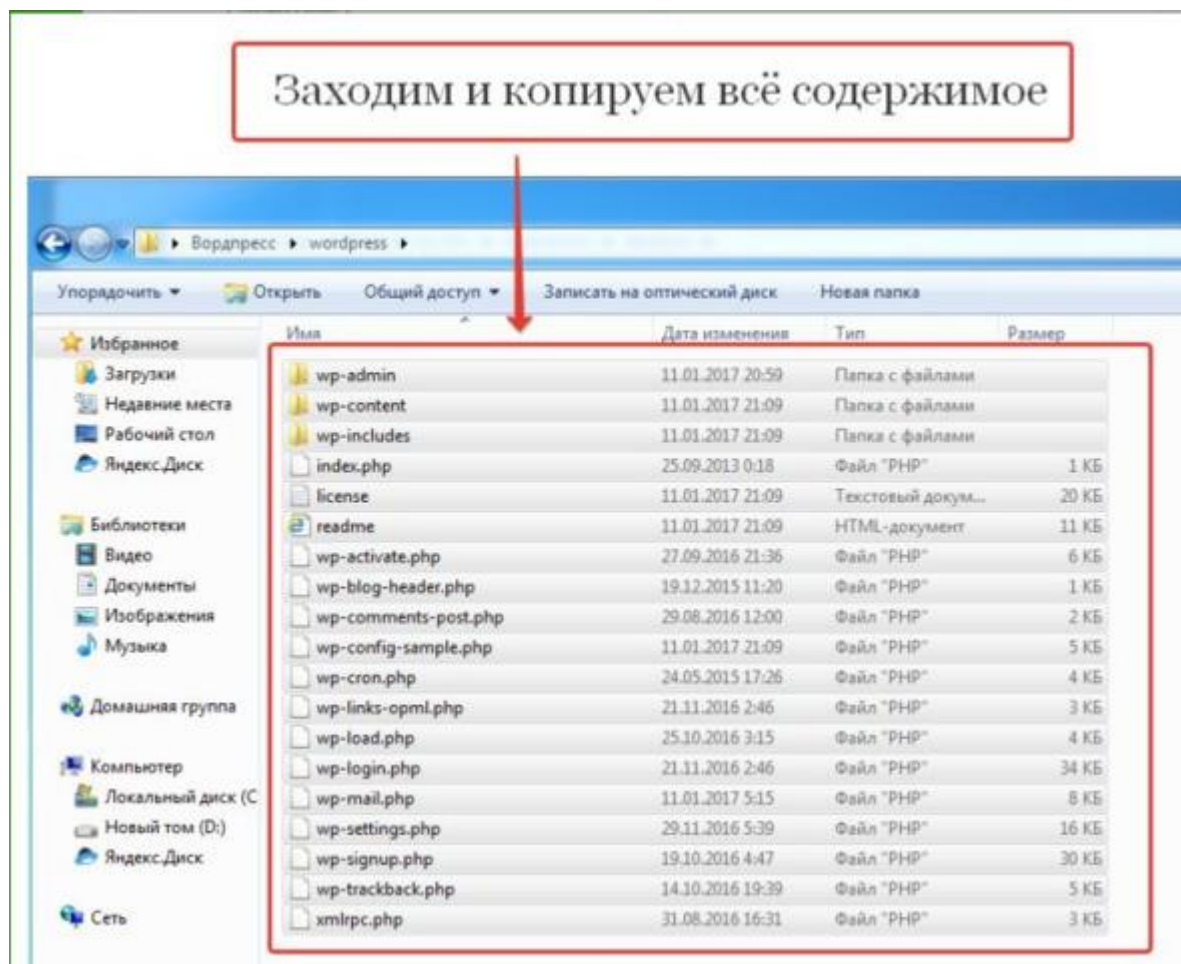 Заходим и копируем всё содержимое
Вордпресс wordpress
Упорядочить Открыть Общий доступ Записать на оптический диск Новая папка
Имя Дата изменения Тип Размер
Избранное
Загрузки
Недавние места
Рабочий стол
Яндекс.Диск
Библиотеки
Видео
Документы
Изображения
Музыка
Домашняя группа
Компьютер
Локальный диск (C
Новый том (D:)
Яндекс.Диск
Сеть
wp-admin 11.01.2017 20:59 Папка с файлами
wp-content 11.01.2017 21:09 Папка с файлами
wp-includes 11.01.2017 21:09 Папка с файлами
index.php 25.09.2013 0:18 Файл "PHP" 1 КБ
license 11.01.2017 21:09 Текстовый докум... 20 КБ
readme 11.01.2017 21:09 HTML-документ 11 КБ
wp-activate.php 27.09.2016 21:36 Файл "PHP" 6 КБ
wp-blog-header.php 19.12.2015 11:20 Файл "PHP" 1 КБ
wp-comments-post.php 29.08.2016 12:00 Файл "PHP" 2 КБ
wp-config-sample.php 11.01.2017 21:09 Файл "PHP" 5 КБ
wp-cron.php 24.05.2015 17:26 Файл "PHP" 4 КБ
wp-links-opml.php 21.11.2016 2:46 Файл "PHP" 3 КБ
wp-load.php 25.10.2016 3:15 Файл "PHP" 4 КБ
wp-login.php 21.11.2016 2:46 Файл "PHP" 34 КБ
wp-mail.php 11.01.2017 5:15 Файл "PHP" 8 КБ
wp-settings.php 29.11.2016 5:39 Файл "PHP" 16 КБ
wp-signup.php 19.10.2016 4:47 Файл "PHP" 30 КБ
wp-trackback.php 14.10.2016 19:39 Файл "PHP" 5 КБ
xmlrpc.php 31.08.2016 16:31 Файл "PHP" 3 КБ